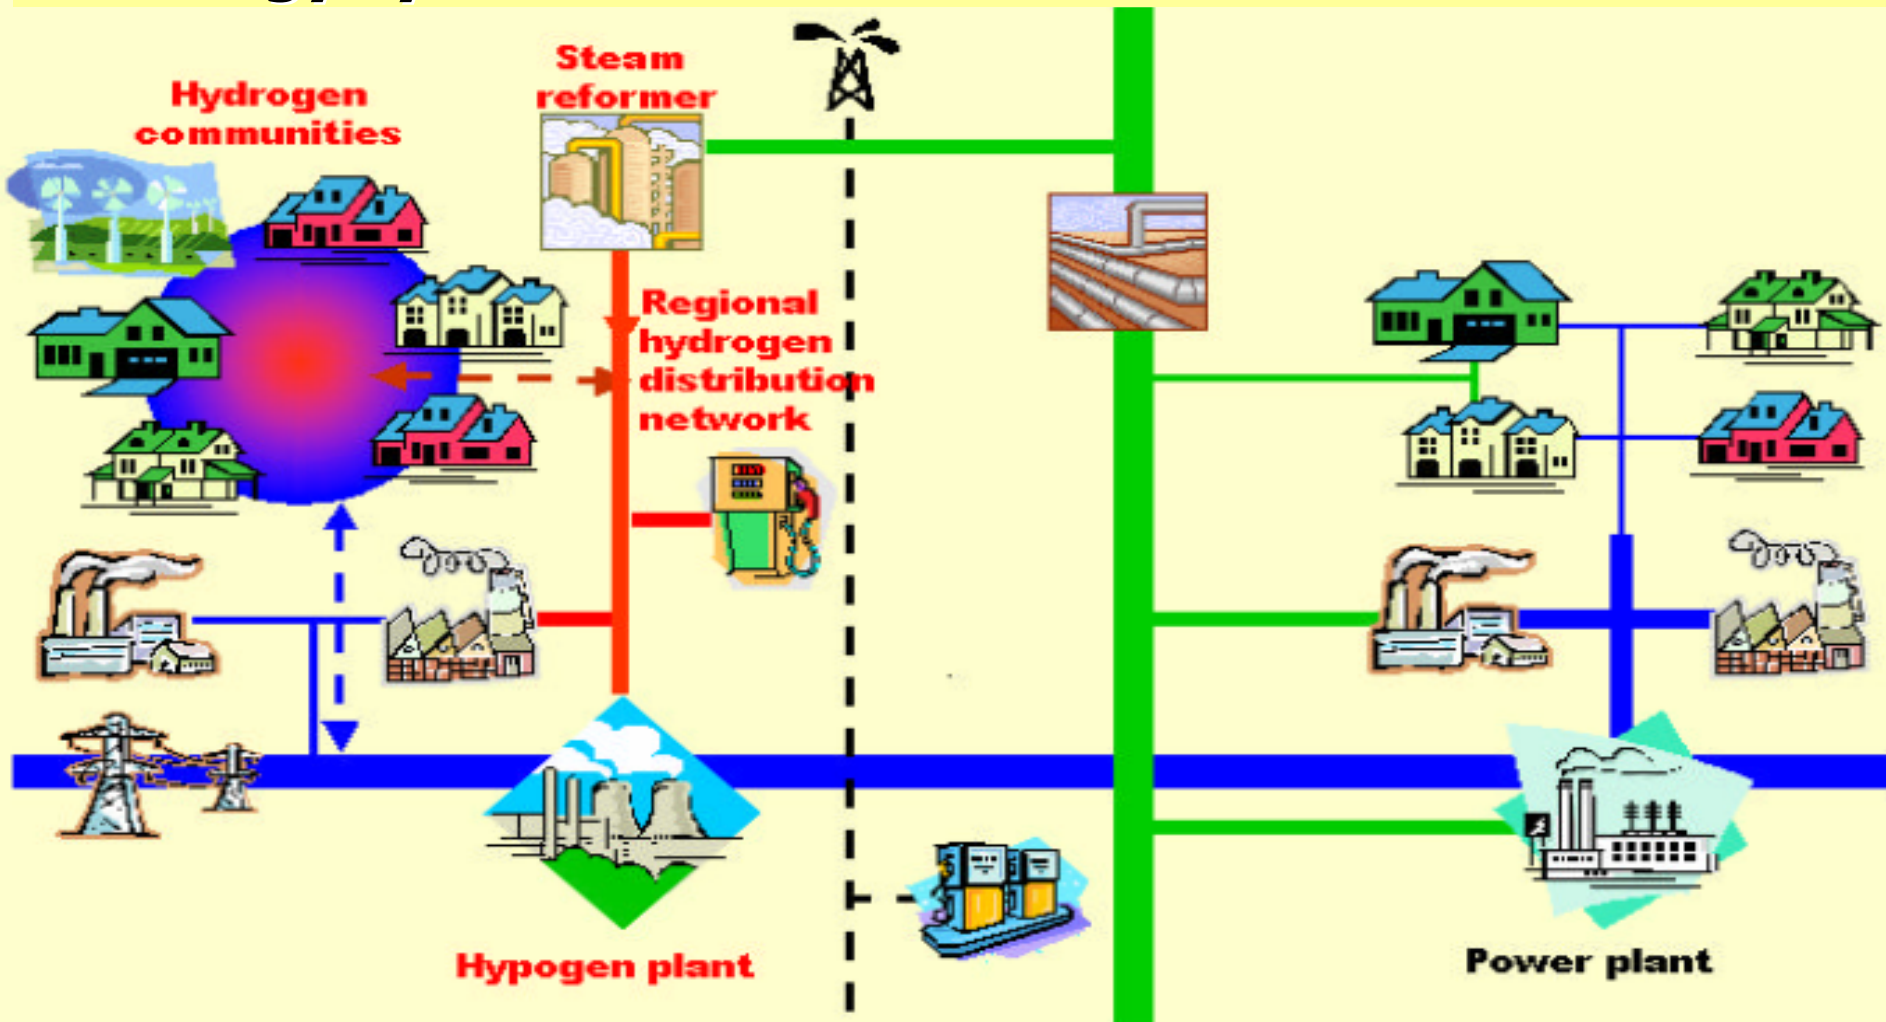 Steam
reformer
Hydrogen
communities
Regional
hydrogen
distribution
network
Hypogen plant
Power plant